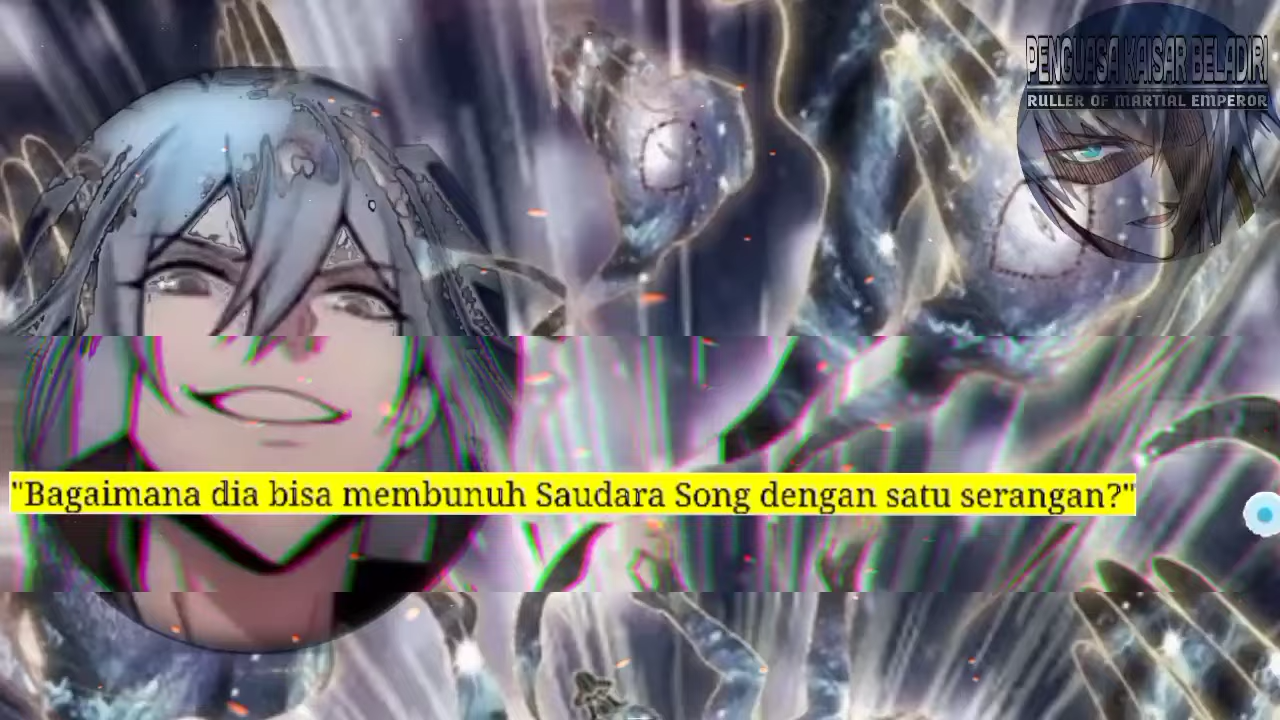 PENGUASA KAISAR BELADIRI
RULLER OF MARTIAL EMPEROR
"Bagaimana dia bisa membunuh Saudara Song dengan satu serangan?"